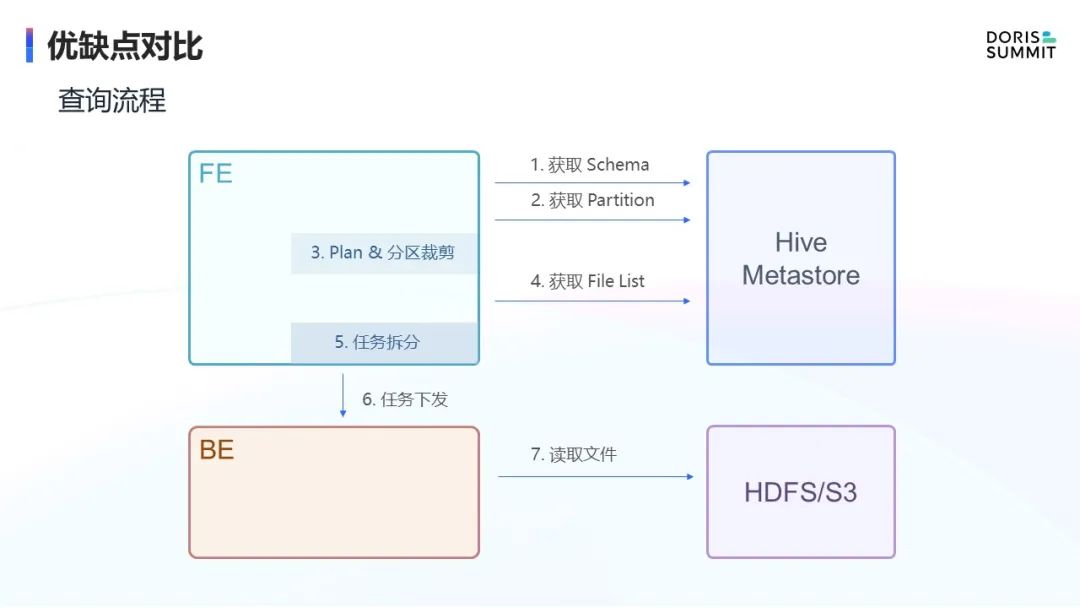 优缺点对比
DORIS
SUMMIT
查询流程
FE
1. 获取 Schema
2. 获取 Partition
3. Plan & 分区裁剪
4. 获取 File List
5. 任务拆分
Hive
Metastore
6. 任务下发
BE
7. 读取文件
HDFS/S3